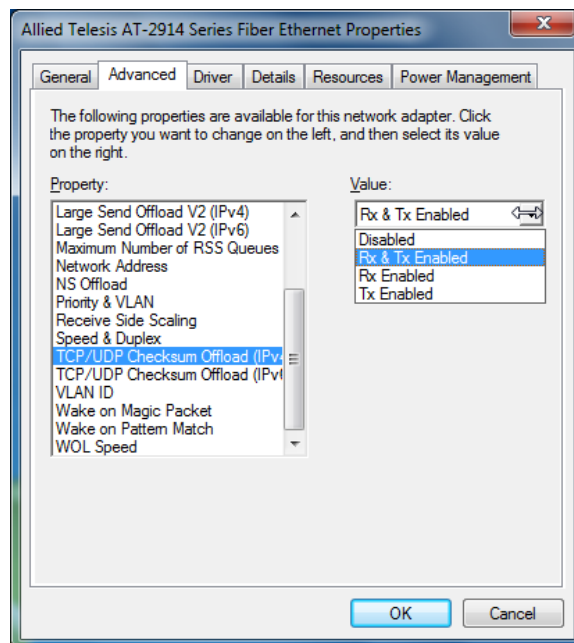 Allied Telesis AT-2914 Series Fiber Ethernet Properties
General Advanced Driver Details Resources Power Management
The following properties are available for this network adapter. Click
the property you want to change on the left, and then select its value
on the right.
Property:
Large Send Offload V2 (IPv4)
Large Send Offload V2 (IPv6)
Maximum Number of RSS Queues
Network Address
NS Offload
Priority & VLAN
Receive Side Scaling
Speed & Duplex
TCP/UDP Checksum Offload (IPv4
TCP/UDP Checksum Offload (IPv6
VLAN ID
Wake on Magic Packet
Wake on Pattern Match
WOL Speed
Value:
Rx & Tx Enabled
Disabled
Rx & Tx Enabled
Rx Enabled
Tx Enabled
OK Cancel